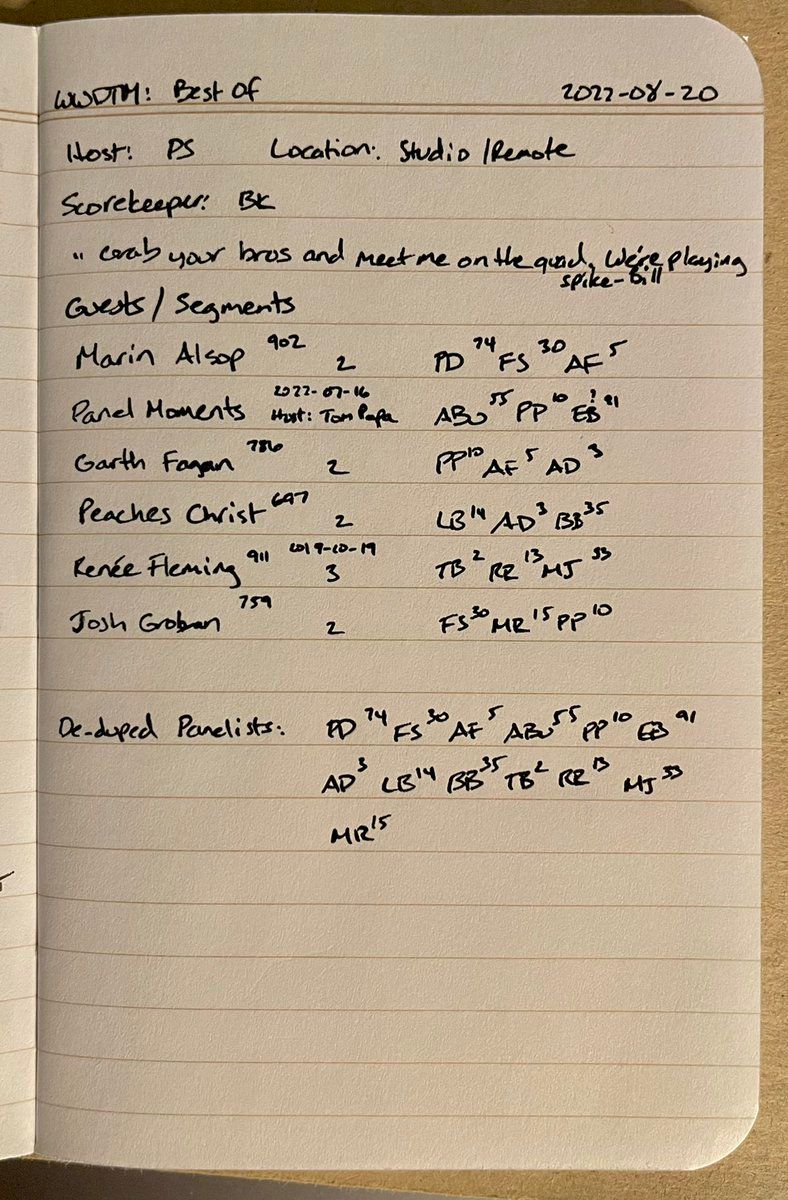 WWDTM: Best Of 2022-08-20
Host: PS Location: Studio/Remote
Scorekeeper: BK
" Grab your bros and meet me on the quad. We're playing
spike-Bill
Guests/Segments
Marin Alsop 902 2 PD 74 FS 30 AF 5
Panel Moments 2022-07-16 Host: Tom Papa ABU 55 PP 10 EB ! 91
Garth Fagan 786 2 PP 10 AF 5 AD 3
Peaches Christ 647 2 LB 14 AD 3 BB 35
Renée Fleming 911 2019-10-19 3 TB 2 RR 13 MJ 53
Josh Groban 759 2 FS 30 MR 15 PP 10
De-duped Panelists: PD 74 FS 30 AF 5 ABU 55 PP 10 EB 91
AD 3 LB 14 BB 35 TB 2 RR 13 MJ 53
MR 15